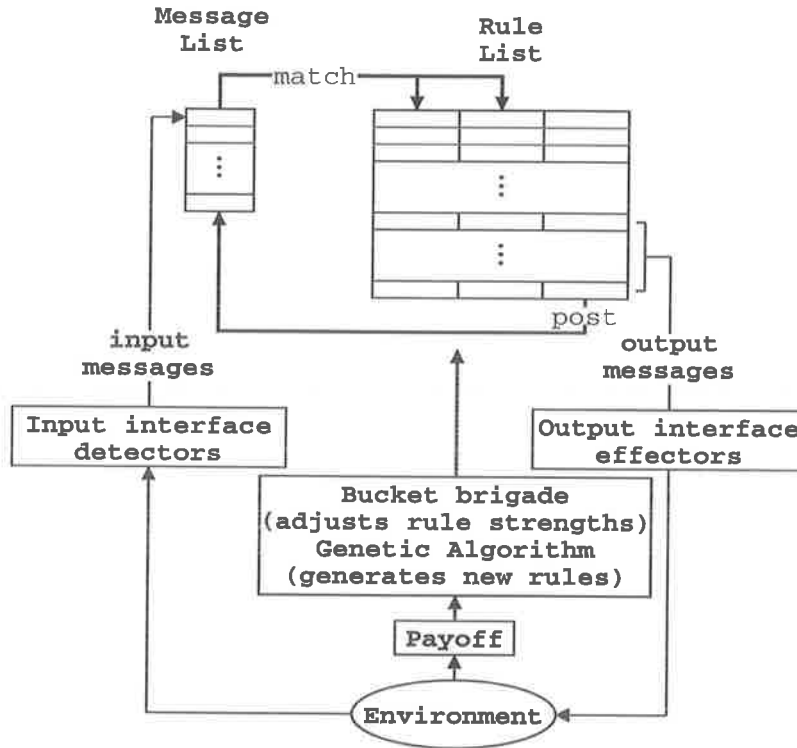 Message
List
Rule
List
match
post
input
messages
output
messages
Input interface
detectors
Output interface
effectors
Bucket brigade
(adjusts rule strengths)
Genetic Algorithm
(generates new rules)
Payoff
Environment